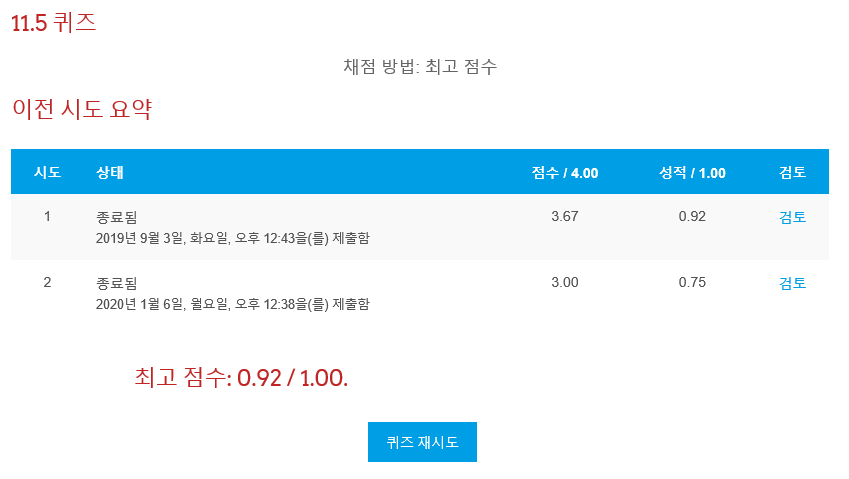 11.5 퀴즈
채점 방법: 최고 점수
이전 시도 요약
시도 상태 점수 / 4.00 성적 / 1.00 검토
1 종료됨 3.67 0.92 검토
2019년 9월 3일, 화요일, 오후 12:43을(를) 제출함
2 종료됨 3.00 0.75 검토
2020년 1월 6일, 월요일, 오후 12:38을(를) 제출함
최고 점수: 0.92 / 1.00.
퀴즈 재시도